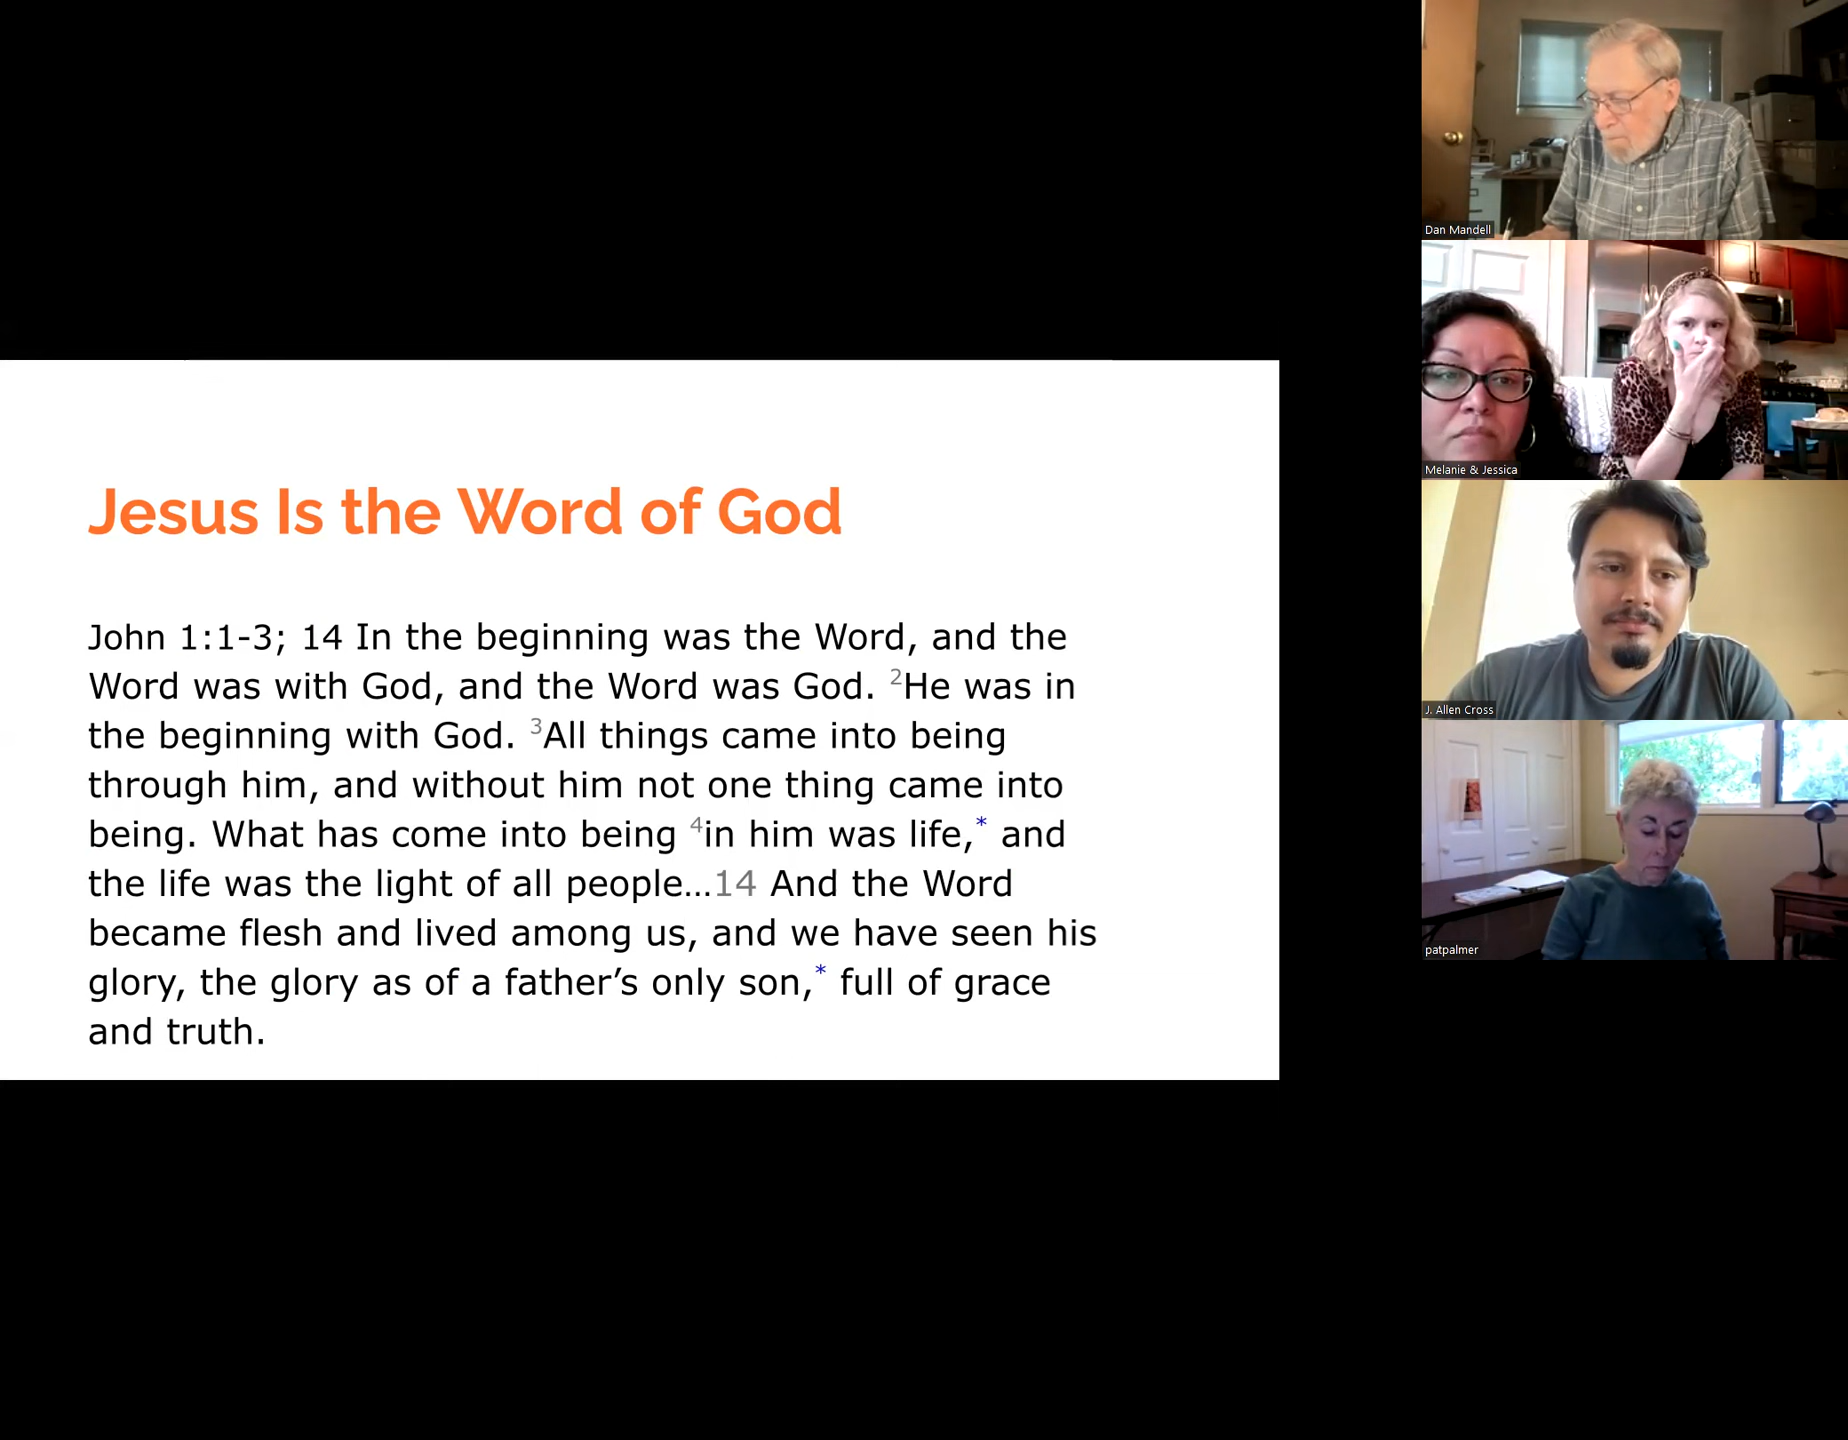 Jesus Is the Word of God
John 1:1-3; 14 In the beginning was the Word, and the
Word was with God, and the Word was God. ²He was in
the beginning with God. ³All things came into being
through him, and without him not one thing came into
being. What has come into being ⁴in him was life,* and
the life was the light of all people…14 And the Word
became flesh and lived among us, and we have seen his
glory, the glory as of a father’s only son,* full of grace
and truth.
Dan Mandell
Melanie & Jessica
J. Allen Cross
patpalmer